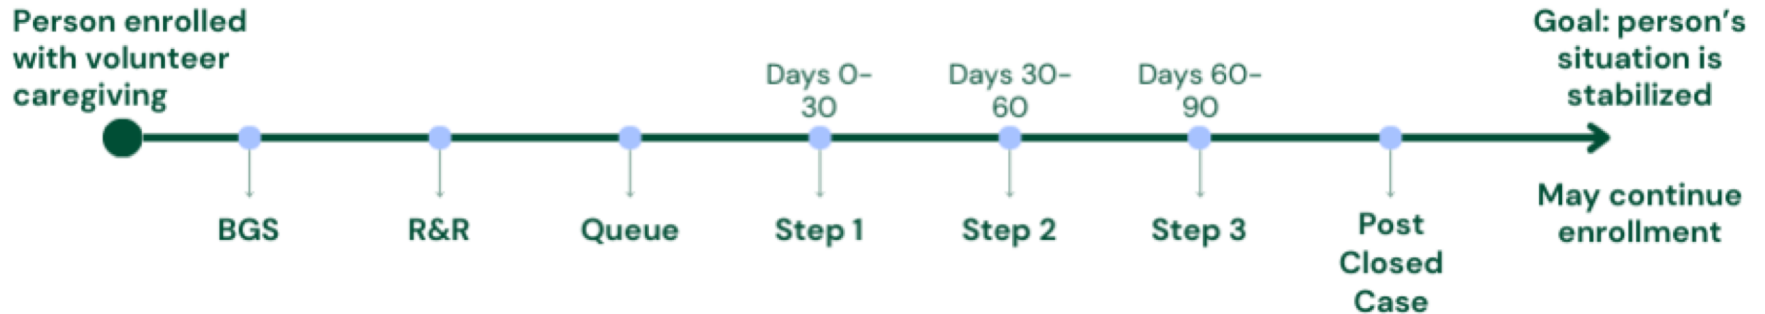 Person enrolled
with volunteer
caregiving
Days 0-
30
Days 30-
60
Days 60-
90
Goal: person's
situation is
stabilized
BGS
R&R
Queue
Step 1
Step 2
Step 3
Post
Closed
Case
May continue
enrollment